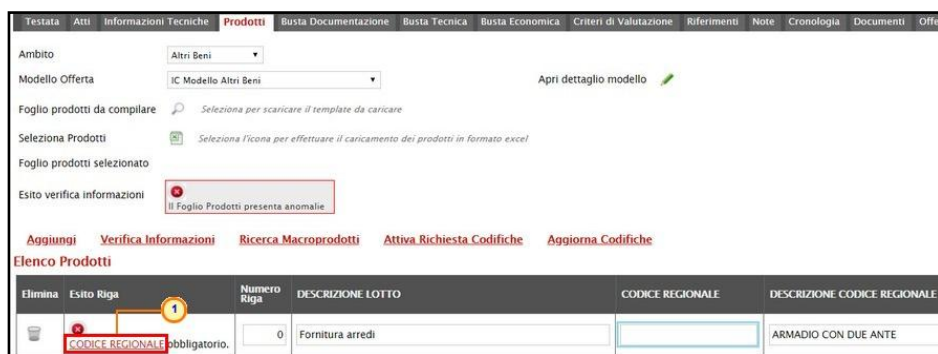 Testata Atti Informazioni Tecniche Prodotti Busta Documentazione Busta Tecnica Busta Economica Criteri di Valutazione Riferimenti Note Cronologia Documenti Offe
Ambito Altri Beni
Modello Offerta IC Modello Altri Beni Apri dettaglio modello
Foglio prodotti da compilare Seleziona per scaricare il template da caricare
Seleziona Prodotti Seleziona l'icona per effettuare il caricamento dei prodotti in formato excel
Foglio prodotti selezionato
Esito verifica informazioni
Il Foglio Prodotti presenta anomalie
Aggiungi Verifica Informazioni Ricerca Macroprodotti Attiva Richiesta Codifiche Aggiorna Codifiche
Elenco Prodotti
Elimina Esito Riga Numero Riga DESCRIZIONE LOTTO CODICE REGIONALE DESCRIZIONE CODICE REGIONALE
1
0 Fornitura arredi ARMADIO CON DUE ANTE
CODICE REGIONALE obbligatorio.